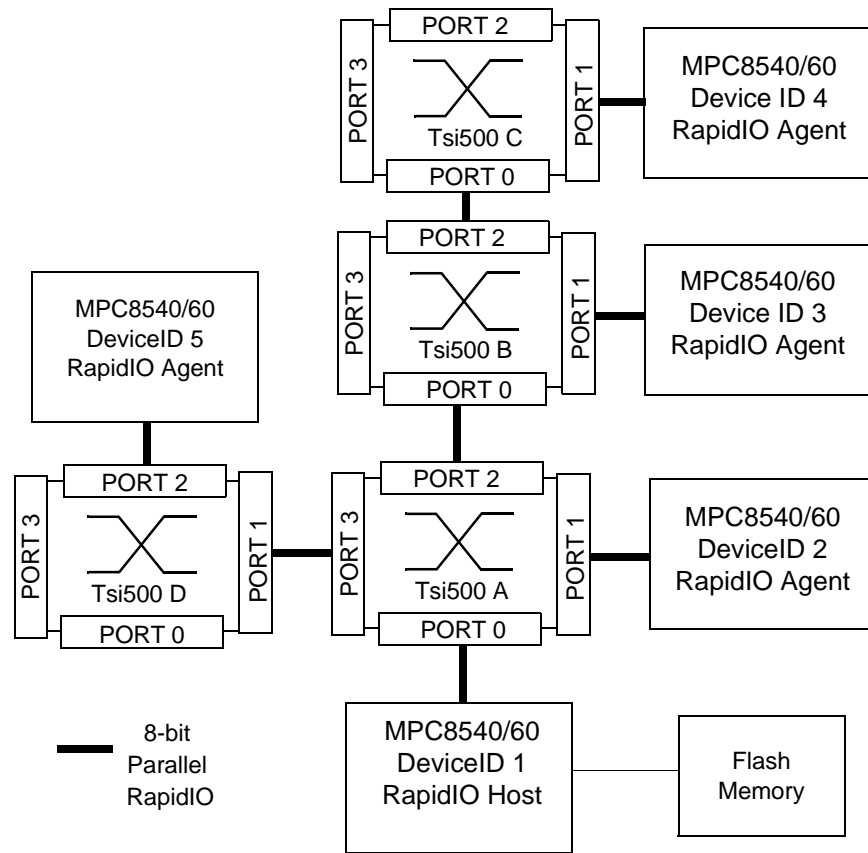 PORT 2
PORT 3
PORT 1
Tsi500 C
PORT 0
MPC8540/60
Device ID 4
RapidIO Agent
PORT 2
PORT 3
PORT 1
Tsi500 B
PORT 0
MPC8540/60
Device ID 3
RapidIO Agent
MPC8540/60
DeviceID 5
RapidIO Agent
PORT 2
PORT 3
PORT 1
Tsi500 D
PORT 0
PORT 2
PORT 3
PORT 1
Tsi500 A
PORT 0
MPC8540/60
DeviceID 2
RapidIO Agent
8-bit
Parallel
RapidIO
MPC8540/60
DeviceID 1
RapidIO Host
Flash
Memory